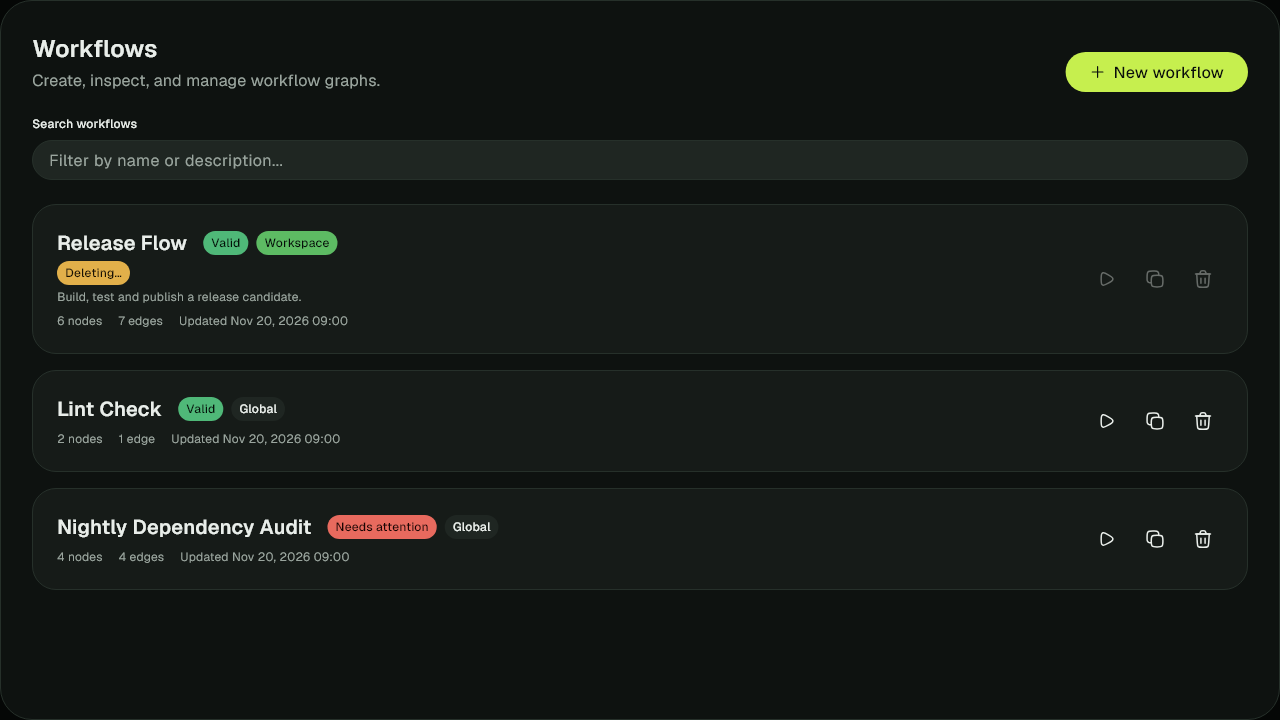 Workflows
Create, inspect, and manage workflow graphs.
New workflow
Search workflows
Filter by name or description...
Release Flow Valid Workspace
Deleting...
Build, test and publish a release candidate.
6 nodes 7 edges Updated Nov 20, 2026 09:00
Lint Check Valid Global
2 nodes 1 edge Updated Nov 20, 2026 09:00
Nightly Dependency Audit Needs attention Global
4 nodes 4 edges Updated Nov 20, 2026 09:00